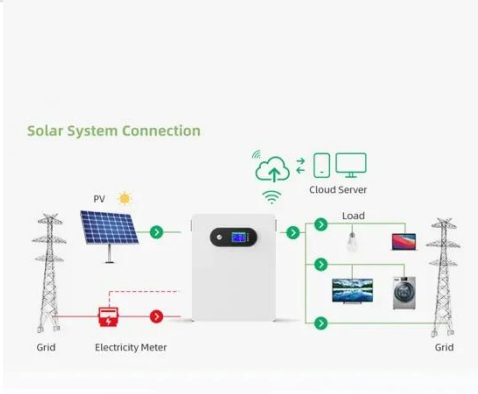 Solar System Connection
Cloud Server
PV
Load
Grid
Electricity Meter
Grid